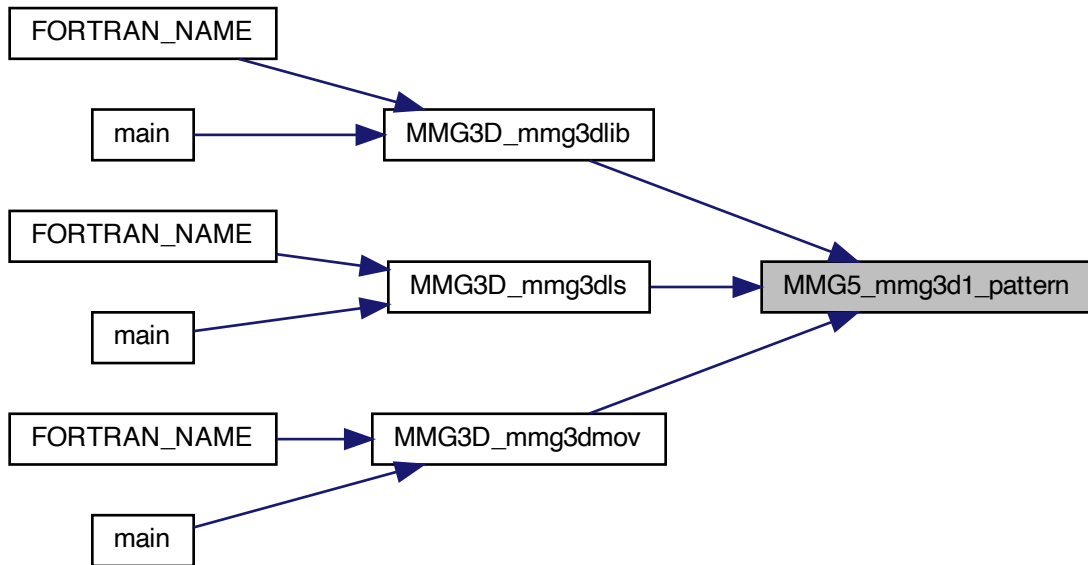 FORTRAN_NAME
main
MMG3D_mmg3dlib
FORTRAN_NAME
main
MMG3D_mmg3dls
MMG5_mmg3d1_pattern
FORTRAN_NAME
main
MMG3D_mmg3dmov